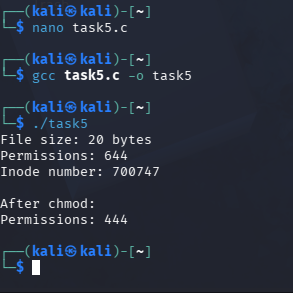 ┌──(kali㉿kali)-[~]
└─$ nano task5.c
┌──(kali㉿kali)-[~]
└─$ gcc task5.c -o task5
┌──(kali㉿kali)-[~]
└─$ ./task5
File size: 20 bytes
Permissions: 644
Inode number: 700747
After chmod:
Permissions: 444
┌──(kali㉿kali)-[~]
└─$